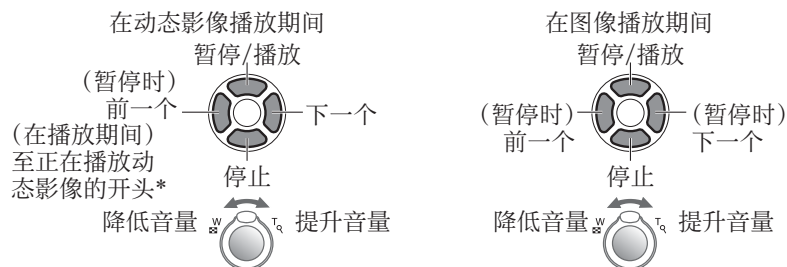 在动态影像播放期间
暂停/播放
(暂停时)
前一个
下一个
(在播放期间)
至正在播放动
态影像的开头*
停止
降低音量
W
T
提升音量
在图像播放期间
暂停/播放
(暂停时)
前一个
(暂停时)
下一个
停止
降低音量
W
T
提升音量